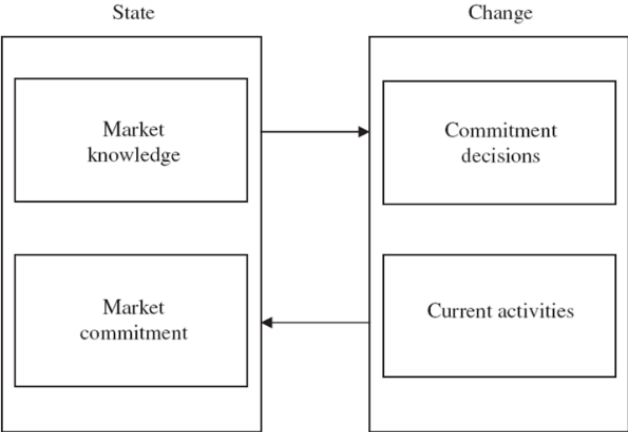 State
Change
Market
knowledge
Commitment
decisions
Market
commitment
Current activities